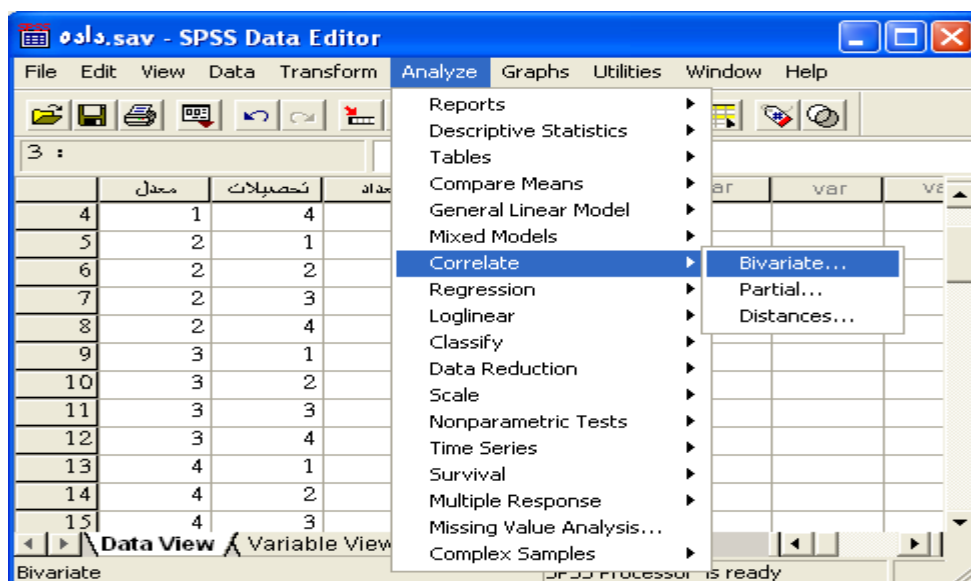 داده.sav - SPSS Data Editor
File Edit View Data Transform Analyze Graphs Utilities Window Help
3 :
معدل تحصیلات var var
4 1 4
5 2 1
6 2 2
7 2 3
8 2 4
9 3 1
10 3 2
11 3 3
12 3 4
13 4 1
14 4 2
15 4 3
Reports
Descriptive Statistics
Tables
Compare Means
General Linear Model
Mixed Models
Correlate
Regression
Loglinear
Classify
Data Reduction
Scale
Nonparametric Tests
Time Series
Survival
Multiple Response
Missing Value Analysis...
Complex Samples
Bivariate...
Partial...
Distances...
Data View Variable View
Bivariate SPSS Processor is ready